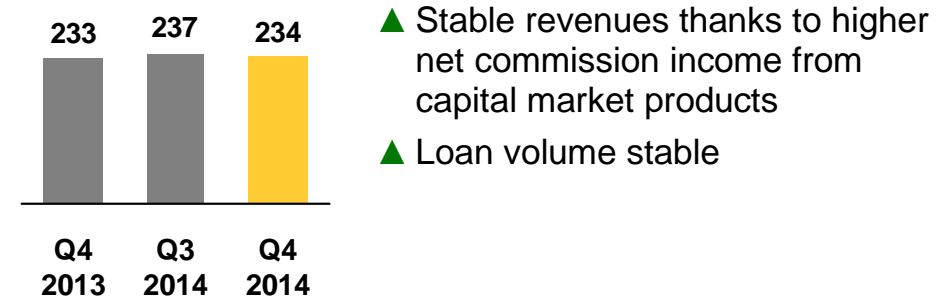 233 237 234
Q4 Q3 Q4
2013 2014 2014
Stable revenues thanks to higher
net commission income from
capital market products
Loan volume stable